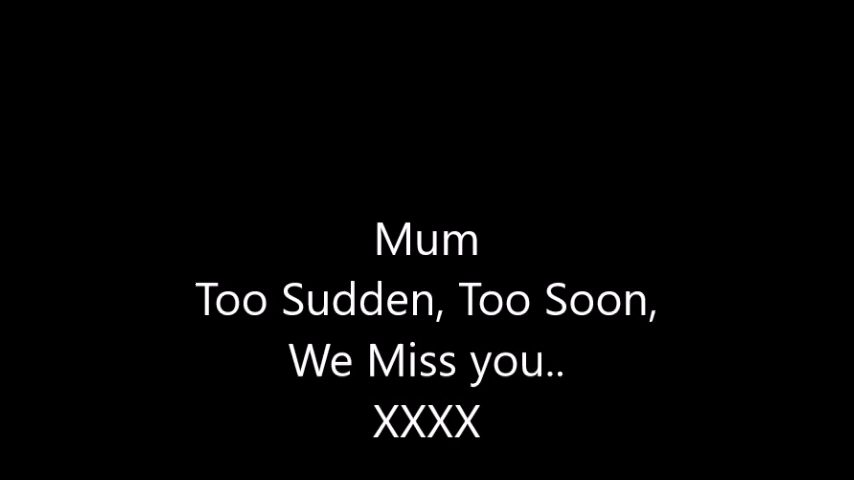 Mum
Too Sudden, Too Soon,
We Miss you..
XXXX